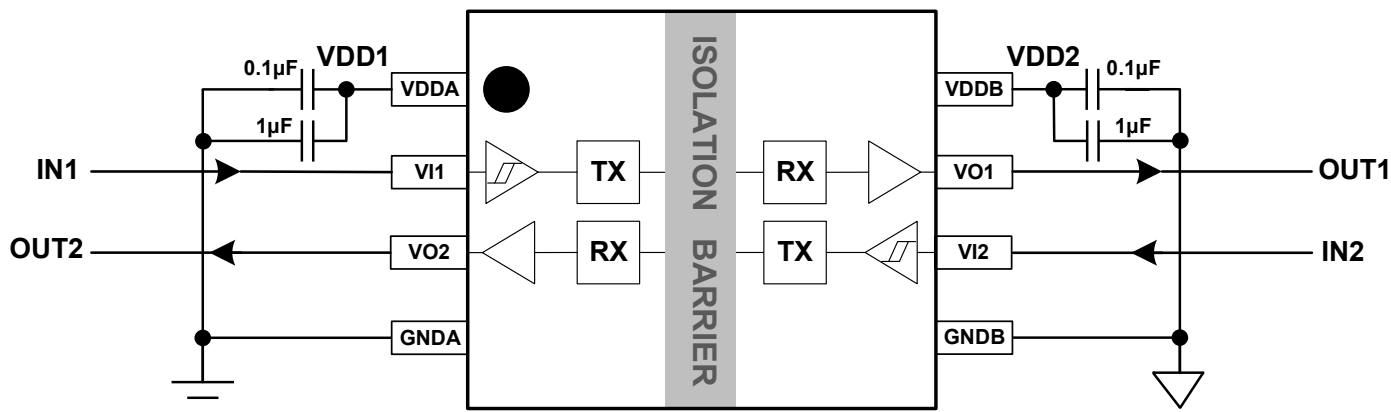 VDD1
0.1µF
1µF
VDDA
IN1
VI1
TX
OUT2
VO2
RX
GNDA
ISOLATION BARRIER
VDD2
0.1µF
1µF
VDDB
RX
VO1
OUT1
TX
VI2
IN2
GNDB